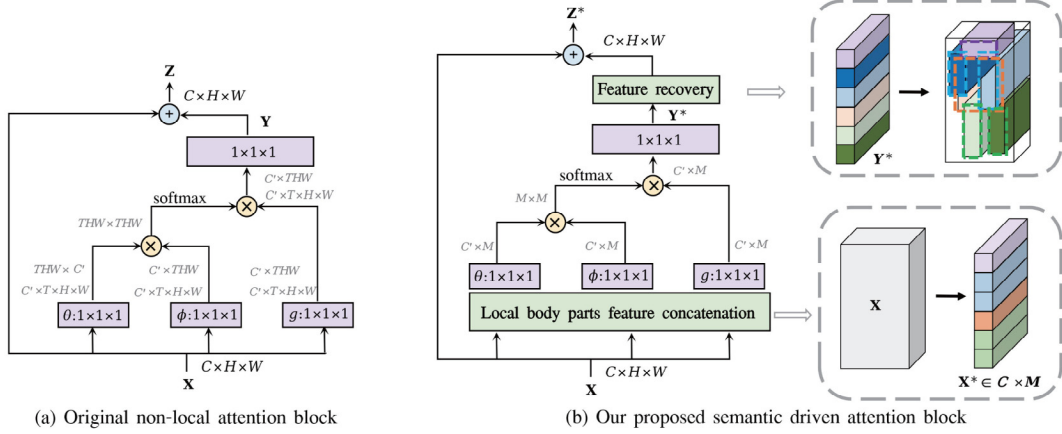 Z
C×H×W
+
Y
1×1×1
C'×THW
softmax
C'×T×H×W
×
THW×THW
×
THW×C'
C'×THW
C'×THW
C'×T×H×W
C'×T×H×W
C'×T×H×W
θ:1×1×1
ϕ:1×1×1
g:1×1×1
C×H×W
X
(a) Original non-local attention block
Z*
C×H×W
+
Feature recovery
Y*
1×1×1
C'×M
softmax
×
M×M
×
C'×M
C'×M
C'×M
θ:1×1×1
ϕ:1×1×1
g:1×1×1
Local body parts feature concatenation
C×H×W
X
Y*
X
X* ∈ C×M
(b) Our proposed semantic driven attention block